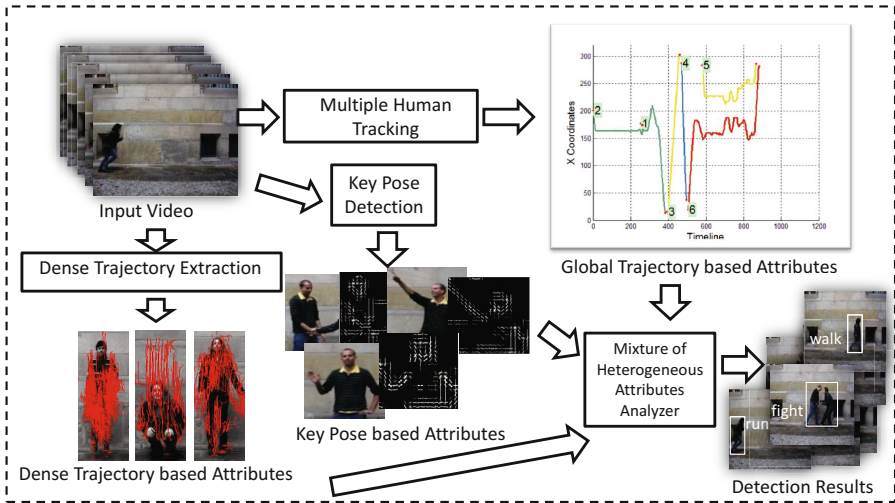 Multiple Human
Tracking
300
250
200
150
100
50
0
X Coordinates
0 200 400 600 800 1000 1200
Timeline
2
1
3
4
5
6
Global Trajectory based Attributes
Input Video
Key Pose
Detection
Dense Trajectory Extraction
Dense Trajectory based Attributes
Key Pose based Attributes
Mixture of
Heterogeneous
Attributes
Analyzer
walk
fight
run
Detection Results